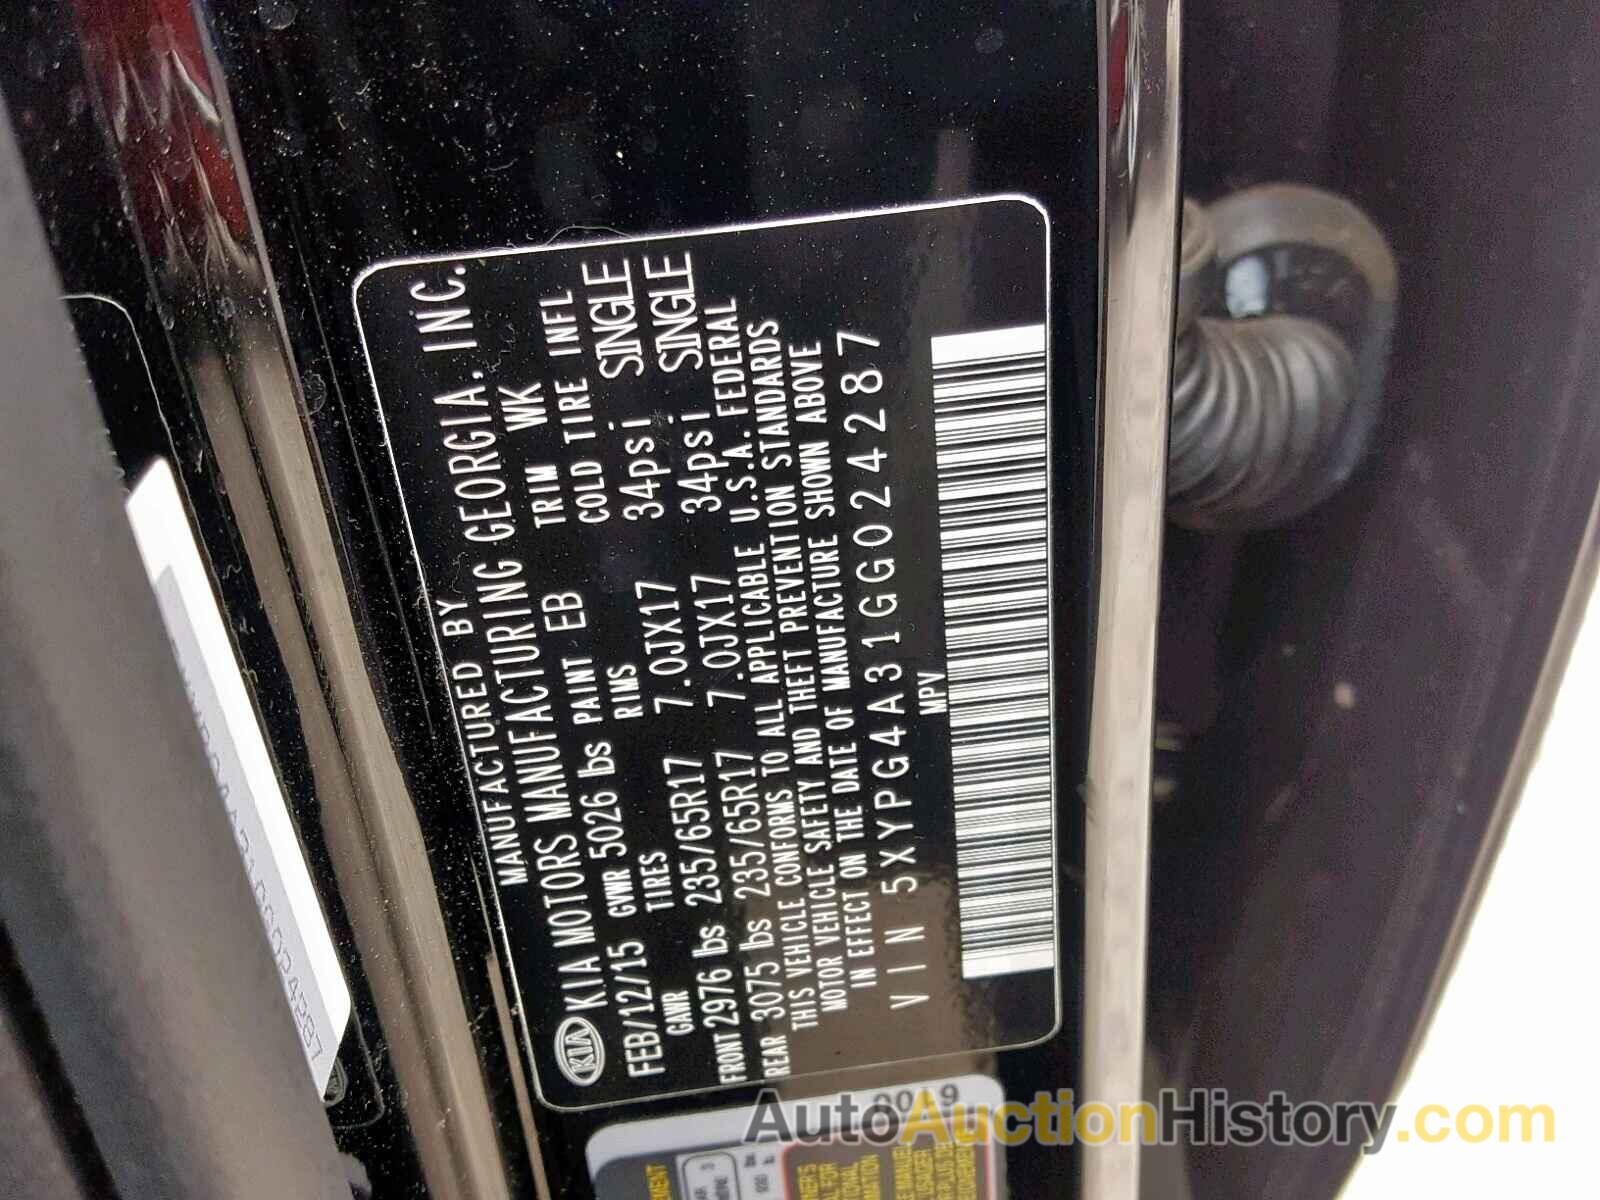 MANUFACTURED BY
KIA KIA MOTORS MANUFACTURING GEORGIA, INC.
FEB/12/15 GVWR 5026 lbs PAINT EB TRIM WK
GAWR TIRES RIMS COLD TIRE INFL
FRONT 2976 lbs 235/65R17 7.0JX17 34psi SINGLE
REAR 3075 lbs 235/65R17 7.0JX17 34psi SINGLE
THIS VEHICLE CONFORMS TO ALL APPLICABLE U.S.A. FEDERAL
MOTOR VEHICLE SAFETY AND THEFT PREVENTION STANDARDS
IN EFFECT ON THE DATE OF MANUFACTURE SHOWN ABOVE
VIN 5XYPG4A31GG024287
MPV
AutoAuctionHistory.com